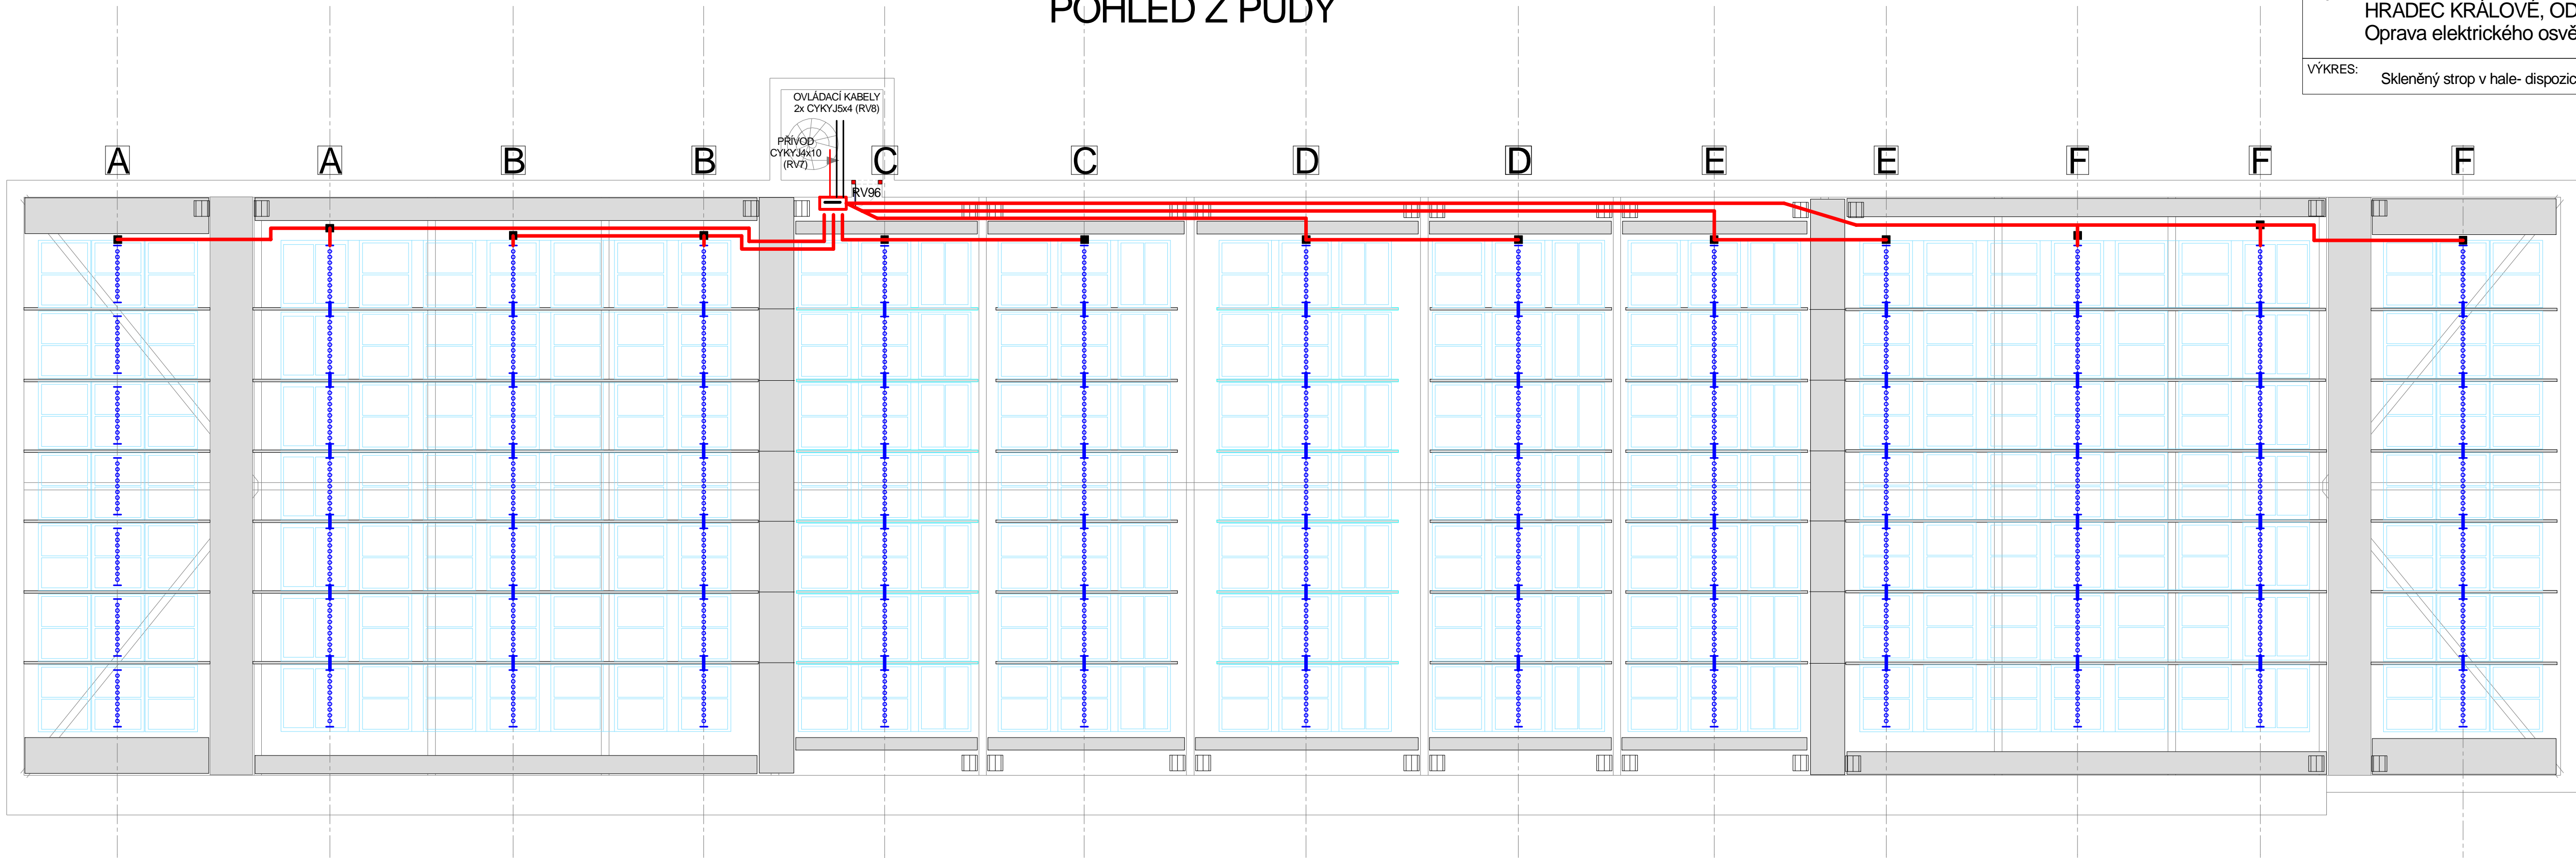 POHLED Z PŮDY
HRADEC KRÁLOVÉ, OD
Oprava elektrického osvě
VÝKRES:
Skleněný strop v hale- dispozic
OVLÁDACÍ KABELY
2x CYKYJ5x4 (RV8)
PŘÍVOD
CYKYJ4x10
(RV7)
A A B B C C D D E E F F F
RV96